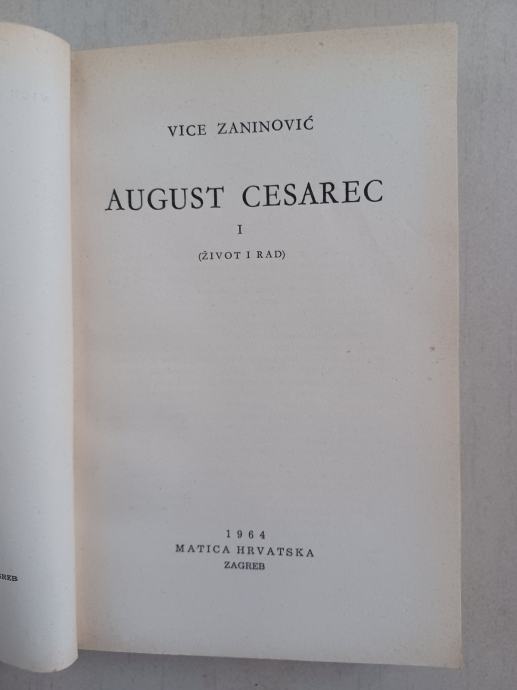 VICE ZANINOVIĆ
AUGUST CESAREC
I
(ŽIVOT I RAD)
1964
MATICA HRVATSKA
ZAGREB